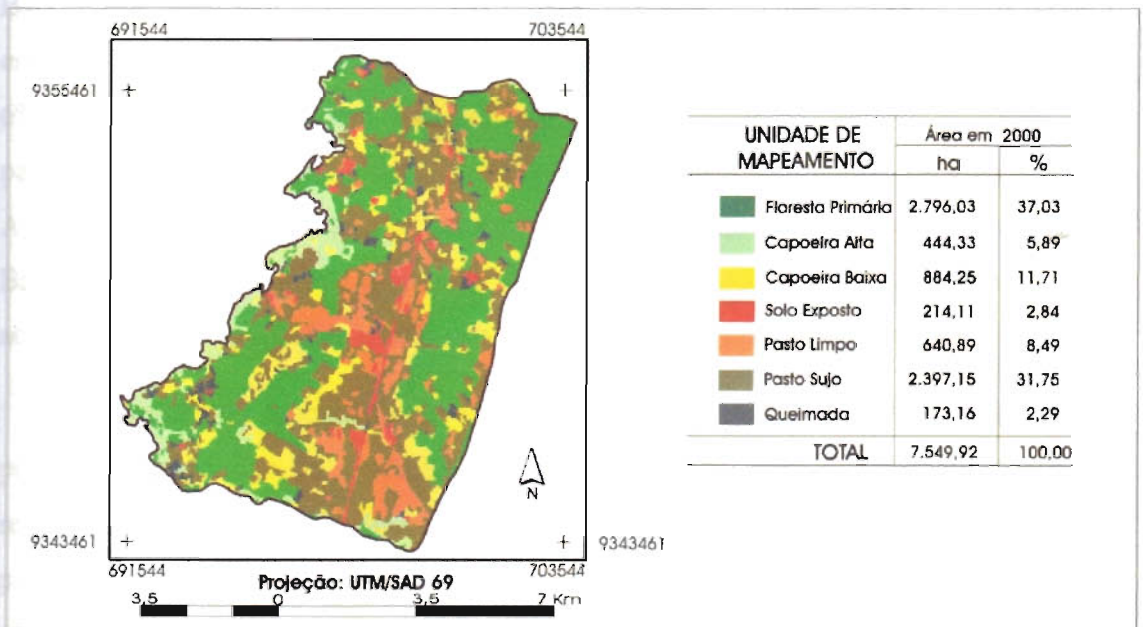 691544 703544
9355461
N
9343461 9343461
691544 703544
Projeção: UTM/SAD 69
3,5 0 3,5 7 Km
UNIDADE DE MAPEAMENTO Área em 2000
ha %
Floresta Primária 2.796,03 37,03
Capoeira Alta 444,33 5,89
Capoeira Baixa 884,25 11,71
Solo Exposto 214,11 2,84
Pasto Limpo 640,89 8,49
Pasto Sujo 2.397,15 31,75
Queimada 173,16 2,29
TOTAL 7.549,92 100,00